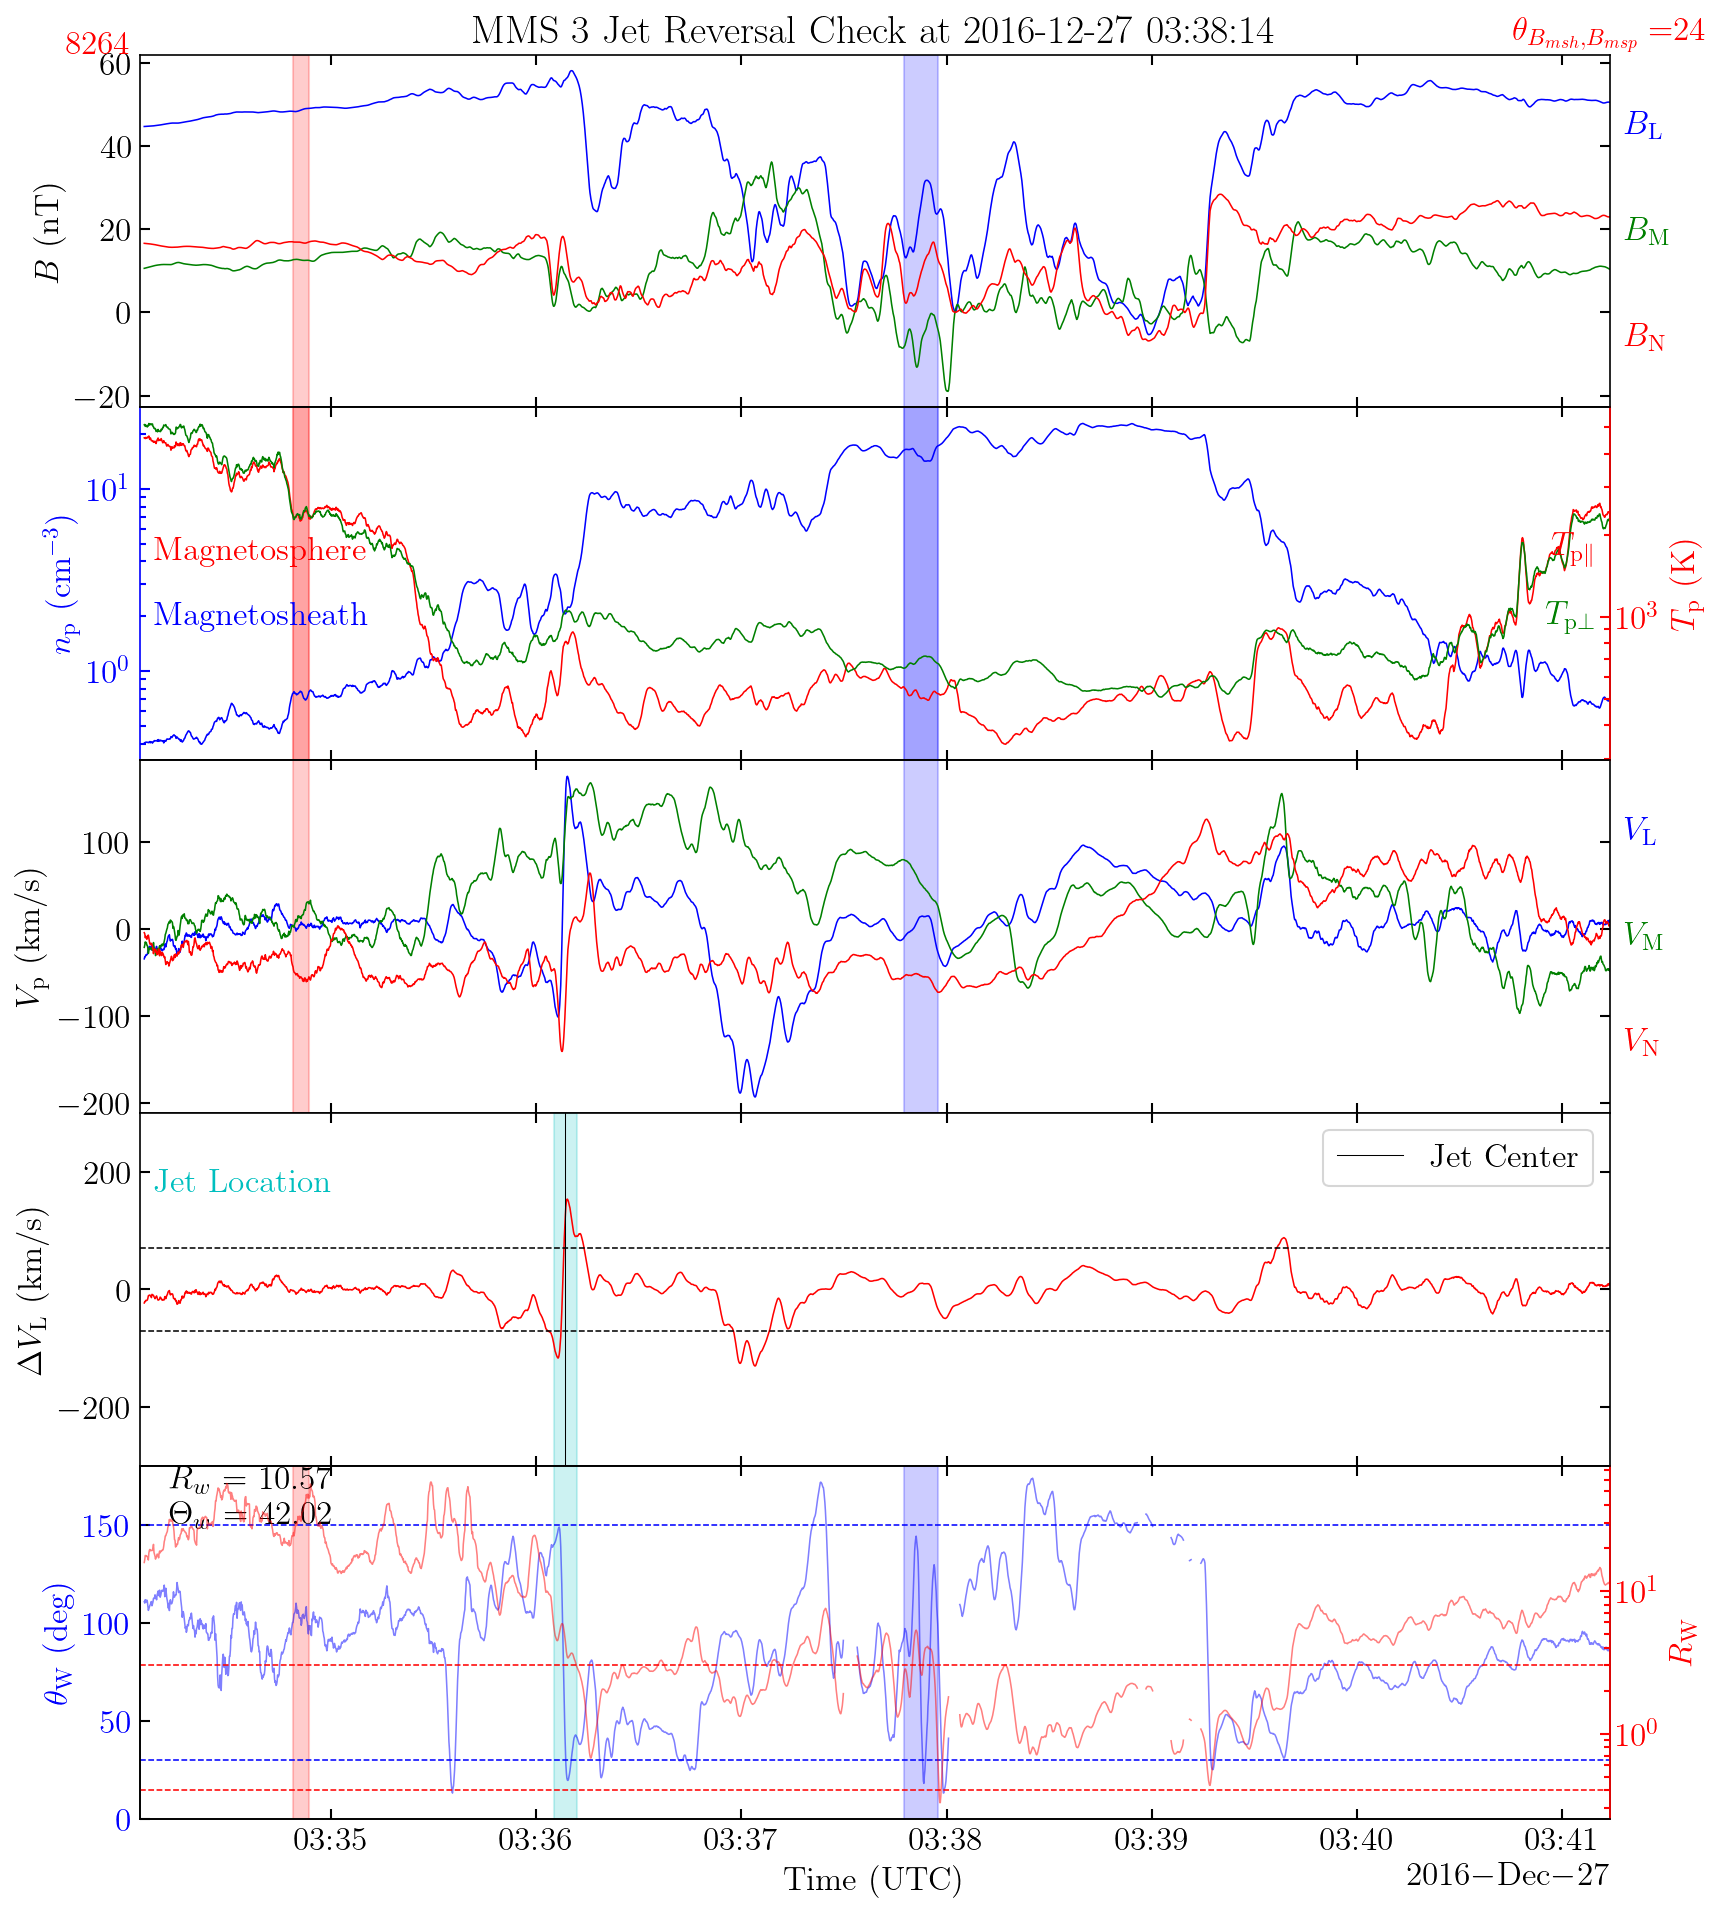 MMS 3 Jet Reversal Check at 2016-12-27 03:38:14
8264
θ_{B_{msh},B_{msp}} =24
60
40
20
0
−20
B (nT)
B_L
B_M
B_N
10^1
10^0
n_p (cm^{−3})
Magnetosphere
Magnetosheath
T_{p∥}
T_{p⊥}
10^3
T_p (K)
100
0
−100
−200
V_p (km/s)
V_L
V_M
V_N
200
0
−200
ΔV_L (km/s)
Jet Location
Jet Center
R_w = 10.57
Θ_w = 42.02
150
100
50
0
θ_W (deg)
10^1
10^0
R_W
03:35 03:36 03:37 03:38 03:39 03:40 03:41
Time (UTC)
2016−Dec−27